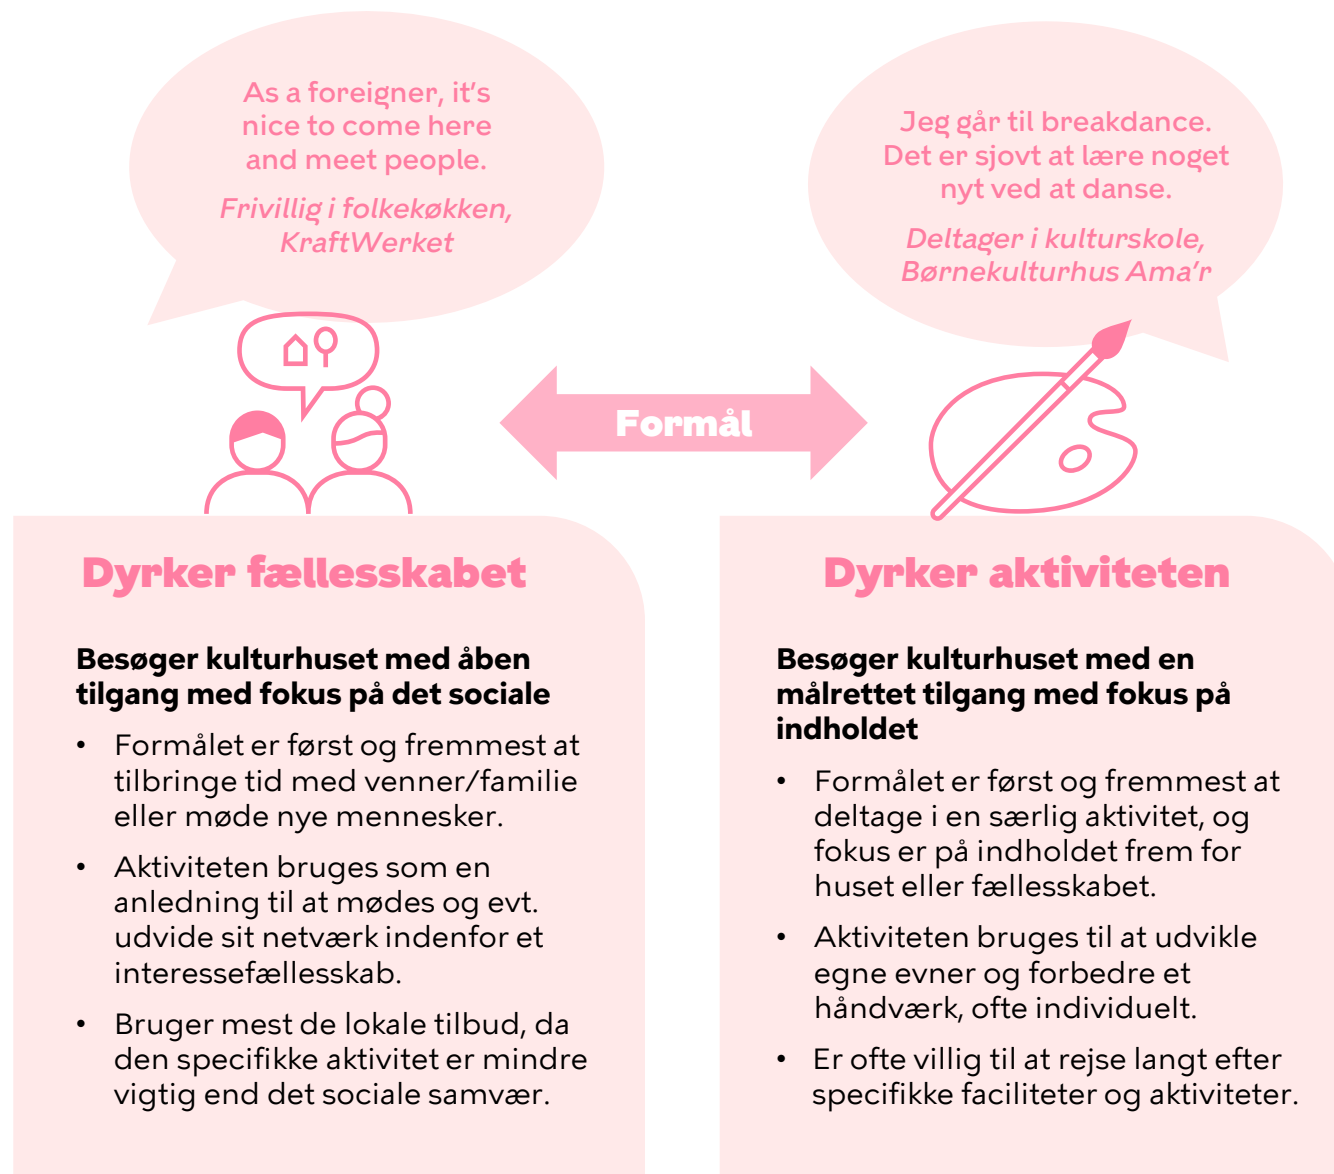 As a foreigner, it's
nice to come here
and meet people.
Frivillig i folkekøkken,
KraftWerket
Jeg går til breakdance.
Det er sjovt at lære noget
nyt ved at danse.
Deltager i kulturskole,
Børnekulturhus Ama'r
Formål
Dyrker fællesskabet
Besøger kulturhuset med åben
tilgang med fokus på det sociale
• Formålet er først og fremmest at
tilbringe tid med venner/familie
eller møde nye mennesker.
• Aktiviteten bruges som en
anledning til at mødes og evt.
udvide sit netværk indenfor et
interessefællesskab.
• Bruger mest de lokale tilbud, da
den specifikke aktivitet er mindre
vigtig end det sociale samvær.
Dyrker aktiviteten
Besøger kulturhuset med en
målrettet tilgang med fokus på
indholdet
• Formålet er først og fremmest at
deltage i en særlig aktivitet, og
fokus er på indholdet frem for
huset eller fællesskabet.
• Aktiviteten bruges til at udvikle
egne evner og forbedre et
håndværk, ofte individuelt.
• Er ofte villig til at rejse langt efter
specifikke faciliteter og aktiviteter.